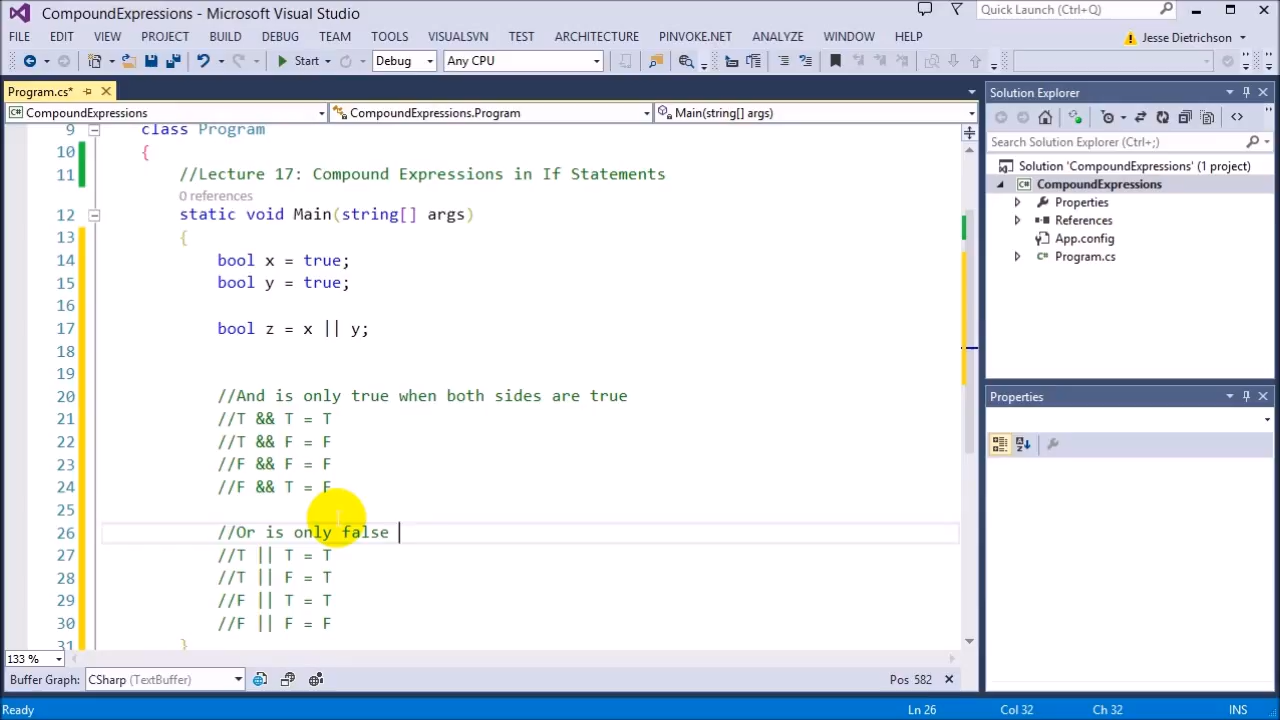 CompoundExpressions - Microsoft Visual Studio
Quick Launch (Ctrl+Q)
FILE EDIT VIEW PROJECT BUILD DEBUG TEAM TOOLS VISUALSVN TEST ARCHITECTURE PINVOKE.NET ANALYZE WINDOW HELP
Jesse Dietrichson
Start Debug Any CPU
Program.cs*
CompoundExpressions CompoundExpressions.Program Main(string[] args)
9 class Program
10 {
11 //Lecture 17: Compound Expressions in If Statements
0 references
12 static void Main(string[] args)
13 {
14 bool x = true;
15 bool y = true;
16
17 bool z = x || y;
18
19
20 //And is only true when both sides are true
21 //T && T = T
22 //T && F = F
23 //F && F = F
24 //F && T = F
25
26 //Or is only false
27 //T || T = T
28 //T || F = T
29 //F || T = T
30 //F || F = F
31 }
133 %
Buffer Graph: CSharp (TextBuffer) Pos 582
Solution Explorer
Search Solution Explorer (Ctrl+;)
Solution 'CompoundExpressions' (1 project)
CompoundExpressions
Properties
References
App.config
Program.cs
Properties
Ready Ln 26 Col 32 Ch 32 INS